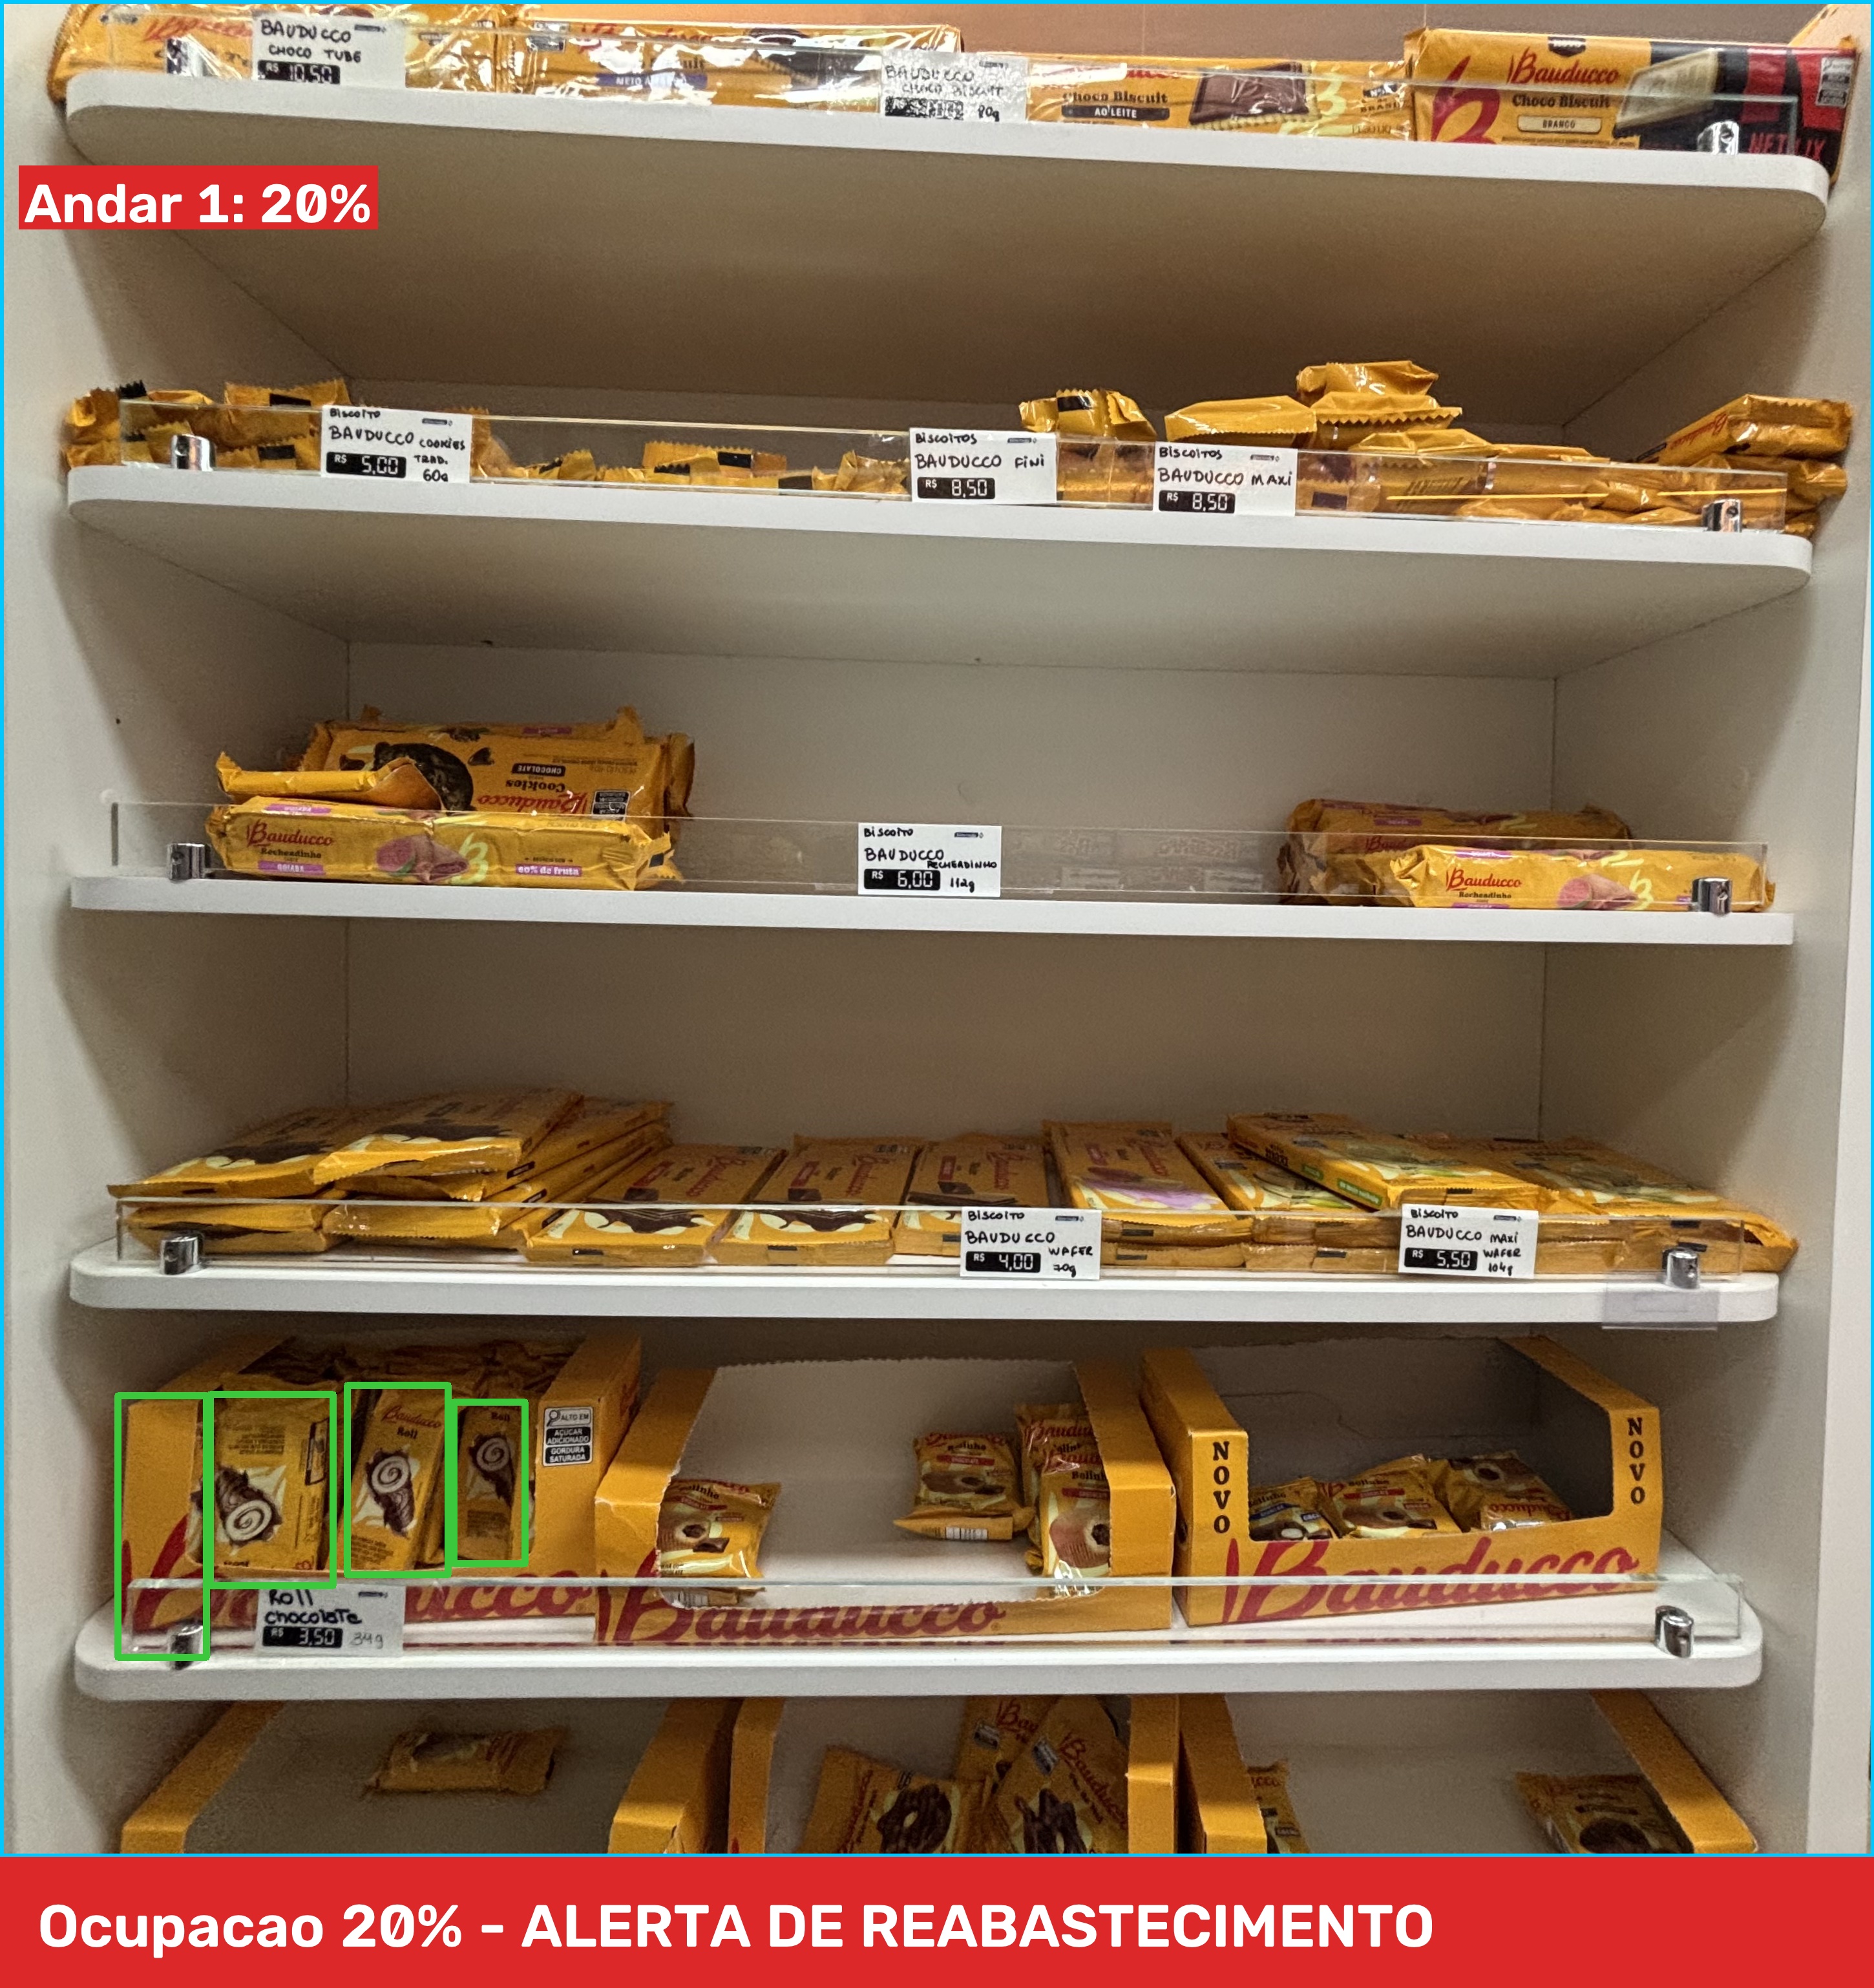 BAUDUCCO
CHOCO TUBE
R$ 10,50
BAUDUCCO
CHOCO BISCUIT
80g
Choco Biscuit
AO LEITE
Bauducco
Choco Biscuit
BRANCO
NETFLIX
Andar 1: 20%
BISCOITO
BAUDUCCO COOKIES
TRAD.
R$ 5,00
60g
BISCOITOS
BAUDUCCO FINI
R$ 8,50
BISCOITOS
BAUDUCCO MAXI
R$ 8,50
CHOCOLATE
Cookies
Bauducco
Bauducco
Recheadinho
GOIABA
60% de fruta
BISCOITO
BAUDUCCO
RECHEADINHO
R$ 6,00 112g
Bauducco
Recheadinho
BISCOITO
BAUDUCCO
WAFER
R$ 4,00
70g
BISCOITO
BAUDUCCO MAXI
WAFER
R$ 5,50
104g
Bauducco
Roll
Roll
ALTO EM
AÇÚCAR
ADICIONADO
GORDURA
SATURADA
NOVO
NOVO
Bauducco
Bauducco
Roll
chocolate
R$ 3,50 34g
Ocupacao 20% - ALERTA DE REABASTECIMENTO